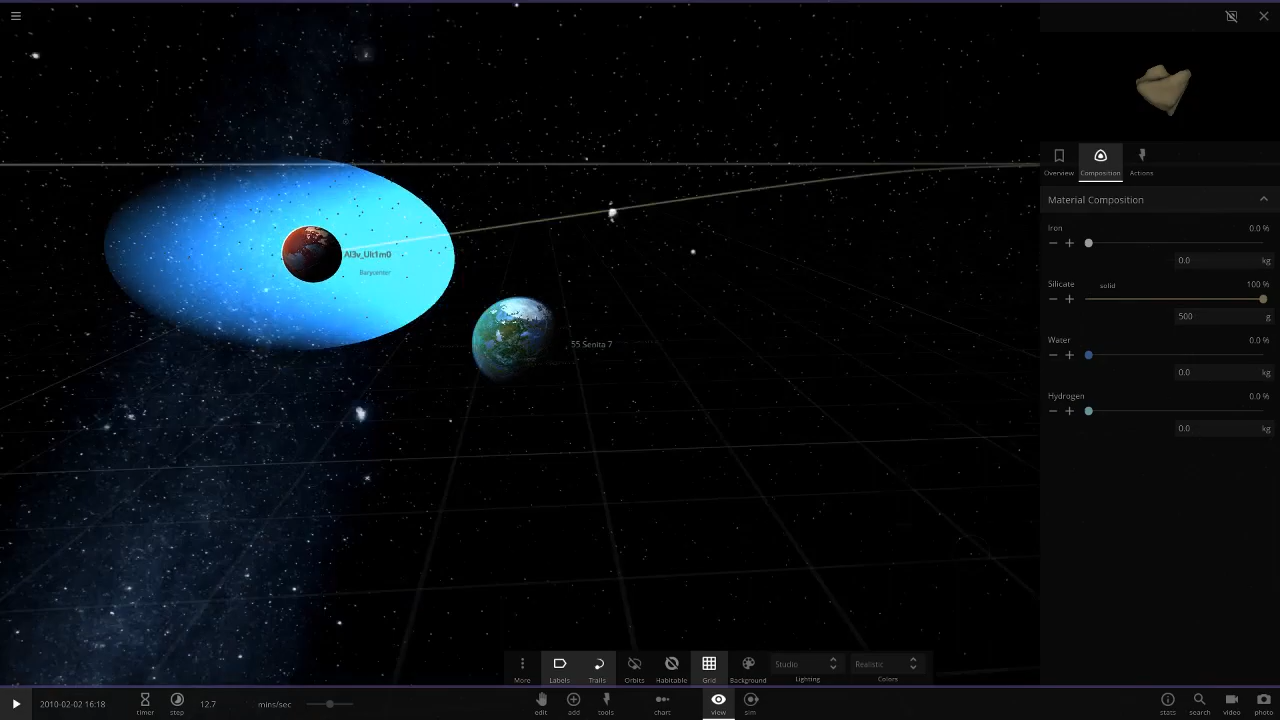 Overview
Composition
Actions
Material Composition
Iron
0.0 %
0.0 kg
Silicate
solid
100 %
500 g
Water
0.0 %
0.0 kg
Hydrogen
0.0 %
0.0 kg
Al3v_Ult1m0
Barycenter
55 Senita 7
More
Labels
Trails
Orbits
Habitable
Grid
Background
Studio
Lighting
Realistic
Colors
2010-02-02 16:18
timer
step
12.7
mins/sec
edit
add
tools
chart
view
sim
stats
search
video
photo